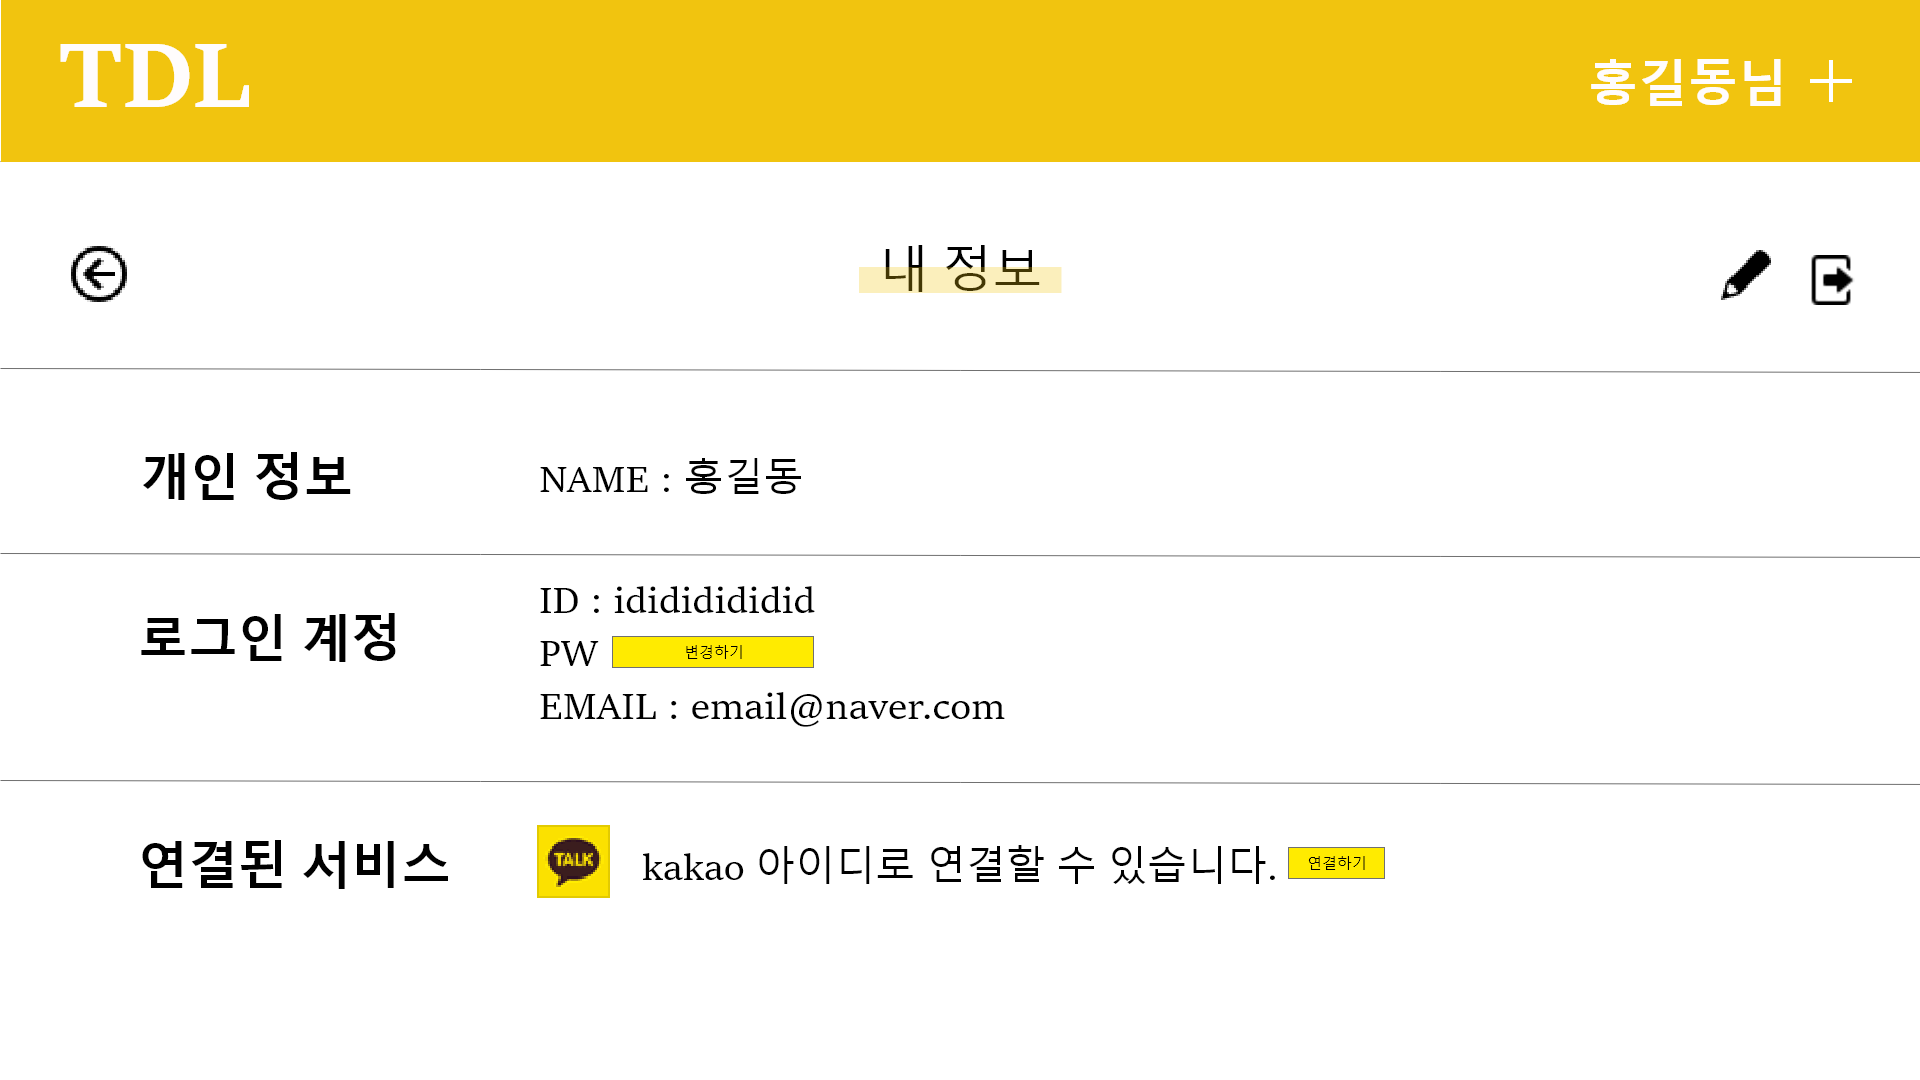 TDL
홍길동님
내 정보
개인 정보
NAME : 홍길동
로그인 계정
ID : idididididid
PW 변경하기
EMAIL : email@naver.com
연결된 서비스
TALK
kakao 아이디로 연결할 수 있습니다. 연결하기